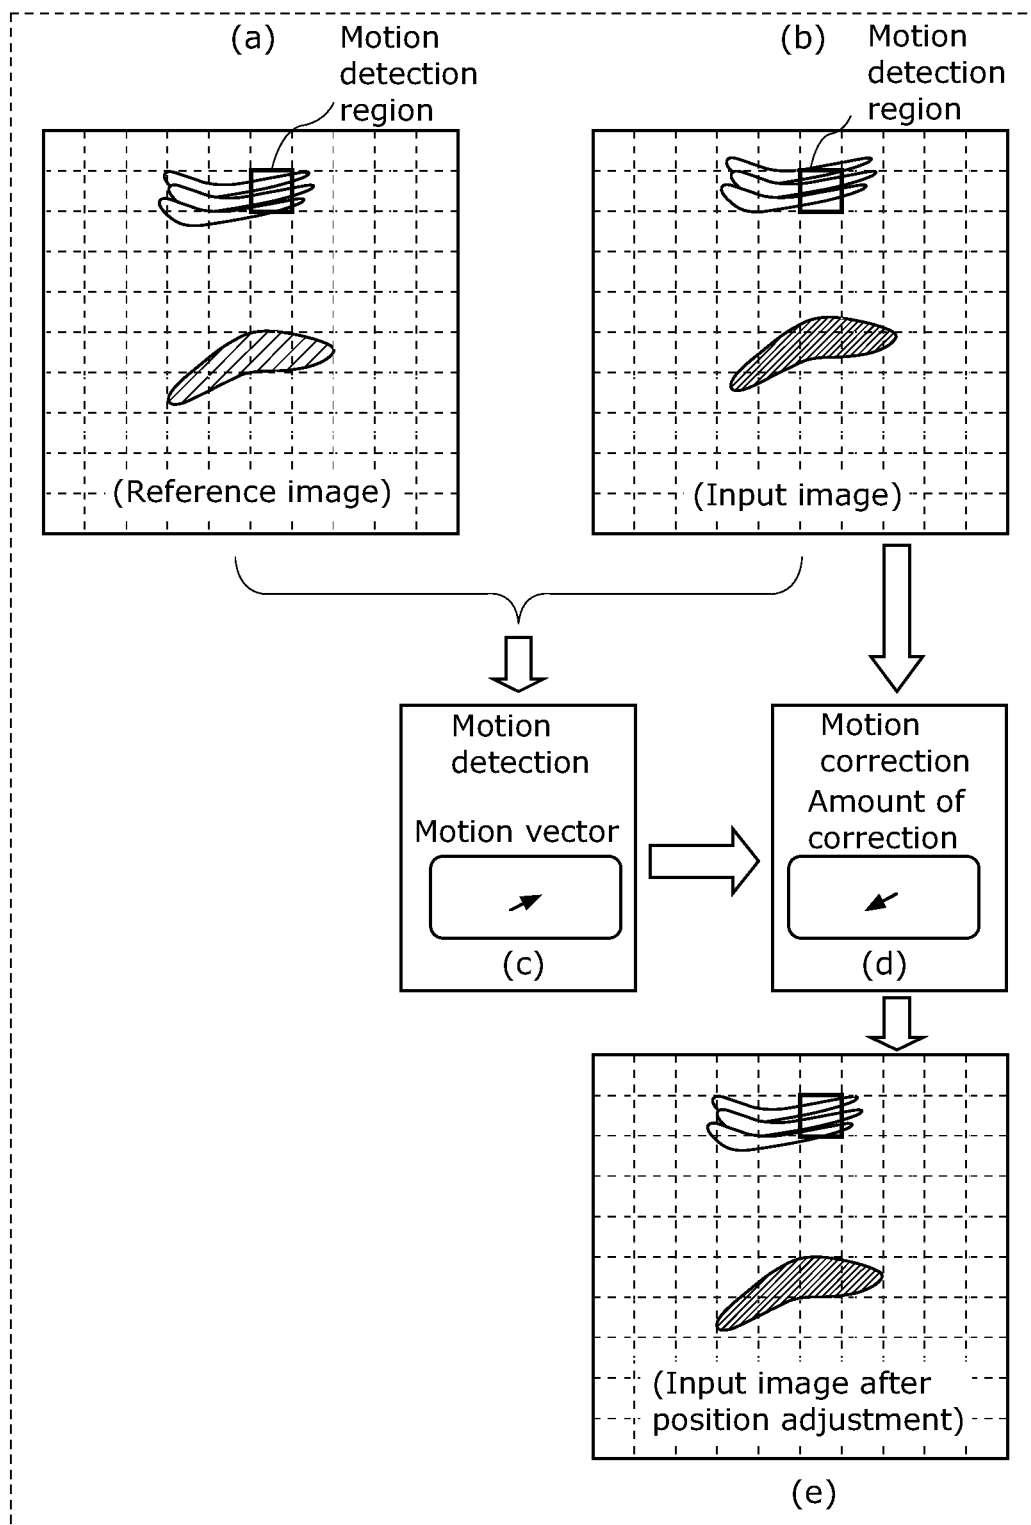 (a)
Motion
detection
region
(b)
Motion
detection
region
(Reference image)
(Input image)
Motion
detection
Motion vector
(c)
Motion
correction
Amount of
correction
(d)
(Input image after
position adjustment)
(e)